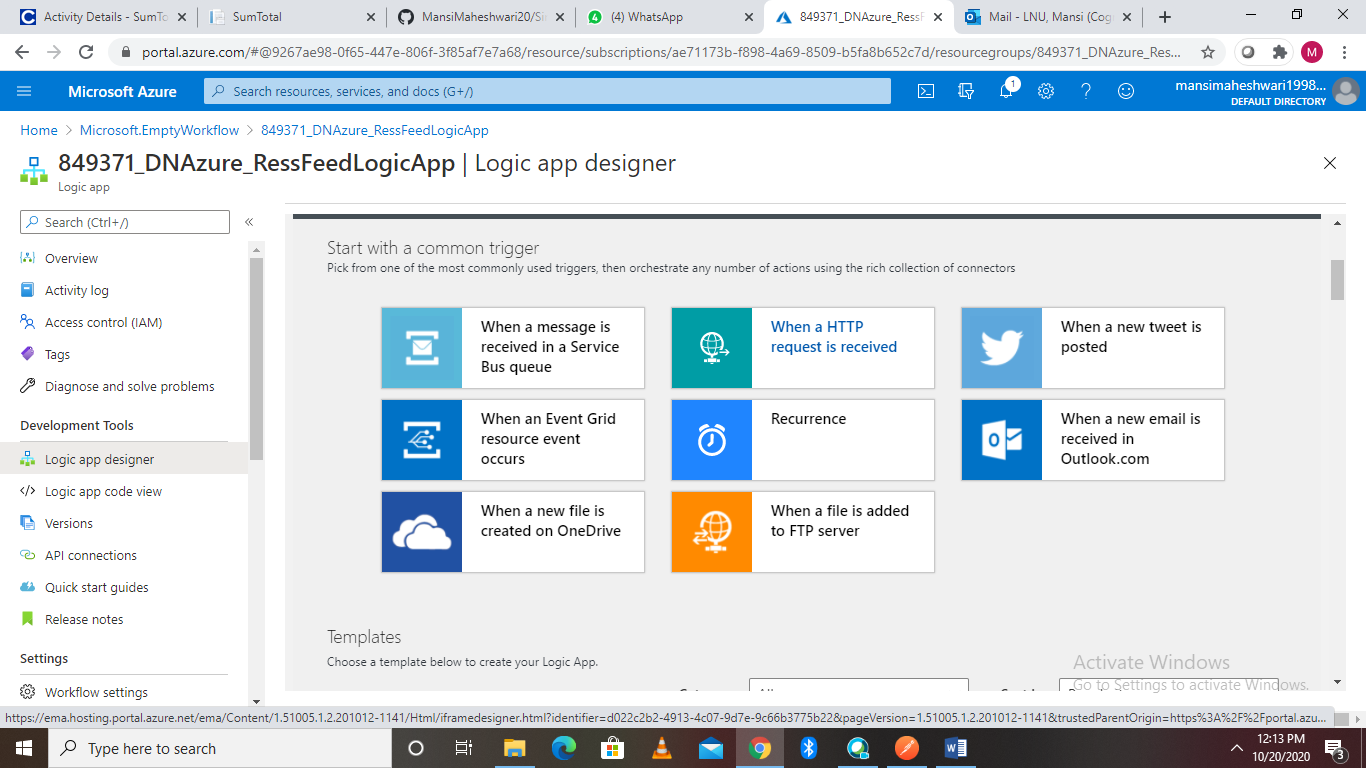 Activity Details - SumTo
SumTotal
MansiMaheshwari20/Sir
(4) WhatsApp
849371_DNAzure_RessF
Mail - LNU, Mansi (Cog
portal.azure.com/#@9267ae98-0f65-447e-806f-3f85af7e7a68/resource/subscriptions/ae71173b-f898-4a69-8509-b5fa8b652c7d/resourcegroups/849371_DNAzure_Res...
M
Microsoft Azure
Search resources, services, and docs (G+/)
1
mansimaheshwari1998...
DEFAULT DIRECTORY
Home > Microsoft.EmptyWorkflow > 849371_DNAzure_RessFeedLogicApp
849371_DNAzure_RessFeedLogicApp | Logic app designer
Logic app
Search (Ctrl+/)
«
Overview
Activity log
Access control (IAM)
Tags
Diagnose and solve problems
Development Tools
Logic app designer
Logic app code view
Versions
API connections
Quick start guides
Release notes
Settings
Workflow settings
Start with a common trigger
Pick from one of the most commonly used triggers, then orchestrate any number of actions using the rich collection of connectors
When a message is
received in a Service
Bus queue
When a HTTP
request is received
When a new tweet is
posted
When an Event Grid
resource event
occurs
Recurrence
When a new email is
received in
Outlook.com
When a new file is
created on OneDrive
When a file is added
to FTP server
Templates
Choose a template below to create your Logic App.
Activate Windows
Go to Settings to activate Windows.
https://ema.hosting.portal.azure.net/ema/Content/1.51005.1.2.201012-1141/Html/iframedesigner.html?identifier=d022c2b2-4913-4c07-9d7e-9c66b3775b22&pageVersion=1.51005.1.2.201012-1141&trustedParentOrigin=https%3A%2F%2Fportal.azu...
Type here to search
12:13 PM
10/20/2020
3